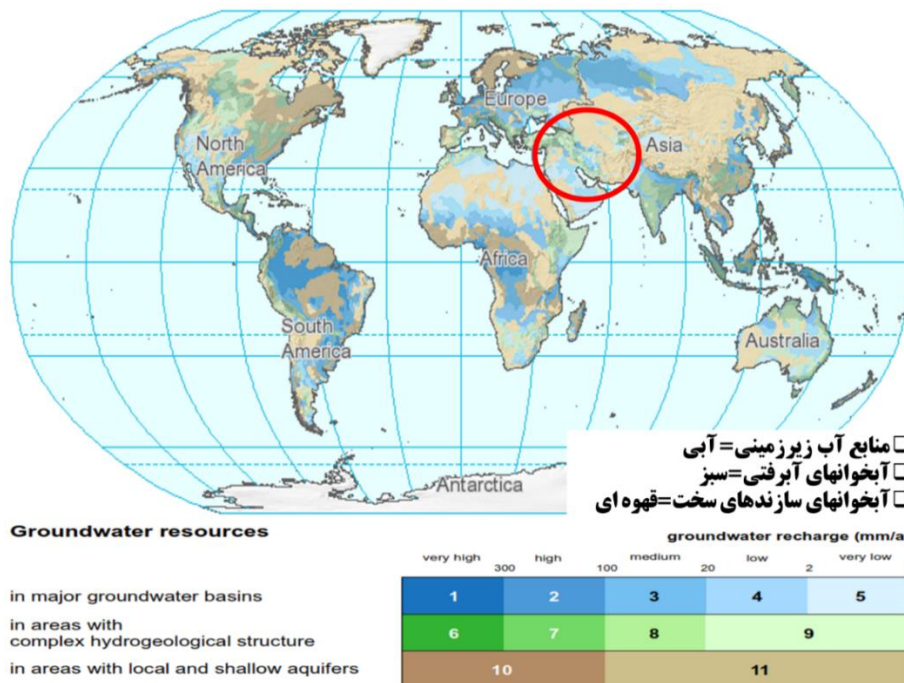 Europe
North
America
Asia
Africa
South
America
Australia
Antarctica
□منابع آب زیرزمینی=آبی
□آبخوانهای آبرفتی=سبز
□آبخوانهای سازندهای سخت=قهوه ای
Groundwater resources
groundwater recharge (mm/a
very high 300 high 100 medium 20 low 2 very low
in major groundwater basins 1 2 3 4 5
in areas with
complex hydrogeological structure 6 7 8 9
in areas with local and shallow aquifers 10 11